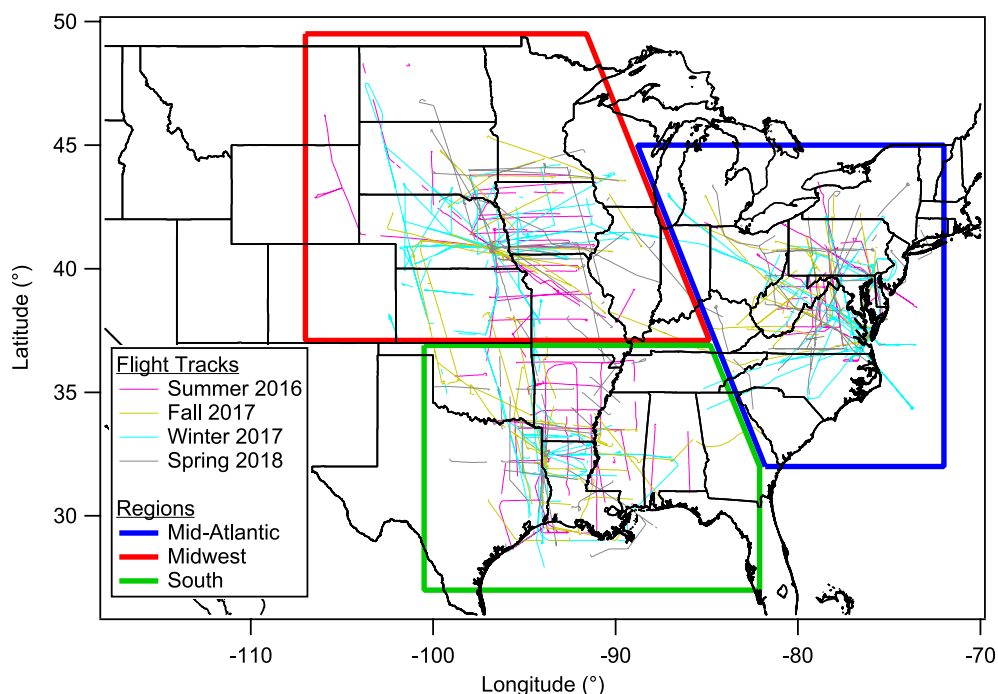 50
45
40
35
30
Latitude (°)
Flight Tracks
Summer 2016
Fall 2017
Winter 2017
Spring 2018
Regions
Mid-Atlantic
Midwest
South
-110
-100
-90
-80
-70
Longitude (°)